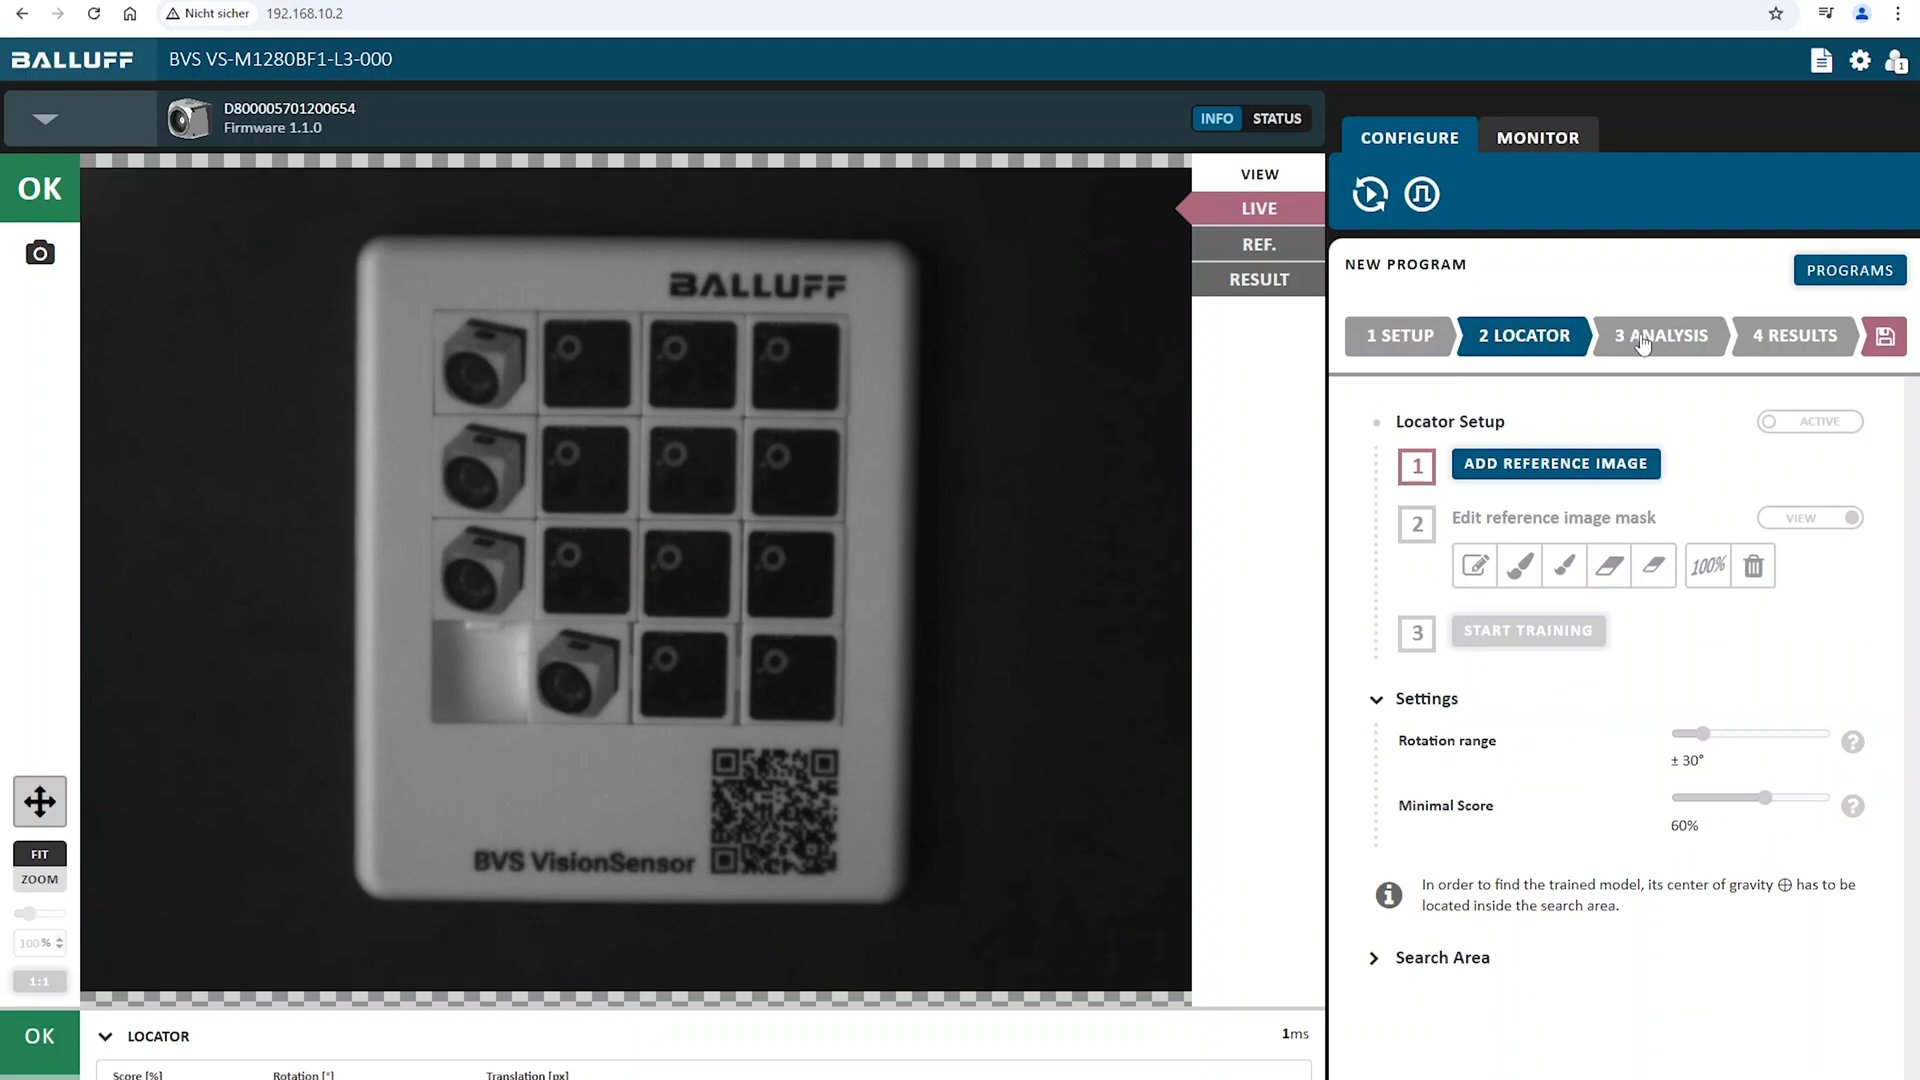 Nicht sicher
192.168.10.2
BALLUFF
BVS VS-M1280BF1-L3-000
1
D800005701200654
Firmware 1.1.0
INFO
STATUS
CONFIGURE
MONITOR
OK
VIEW
LIVE
REF.
RESULT
BALLUFF
BVS VisionSensor
NEW PROGRAM
PROGRAMS
1 SETUP
2 LOCATOR
3 ANALYSIS
4 RESULTS
Locator Setup
ACTIVE
1
ADD REFERENCE IMAGE
2
Edit reference image mask
VIEW
100%
3
START TRAINING
Settings
Rotation range
± 30°
Minimal Score
60%
In order to find the trained model, its center of gravity ⊕ has to be
located inside the search area.
Search Area
FIT
ZOOM
100 %
1:1
OK
LOCATOR
1ms
Score [%]
Rotation [°]
Translation [px]